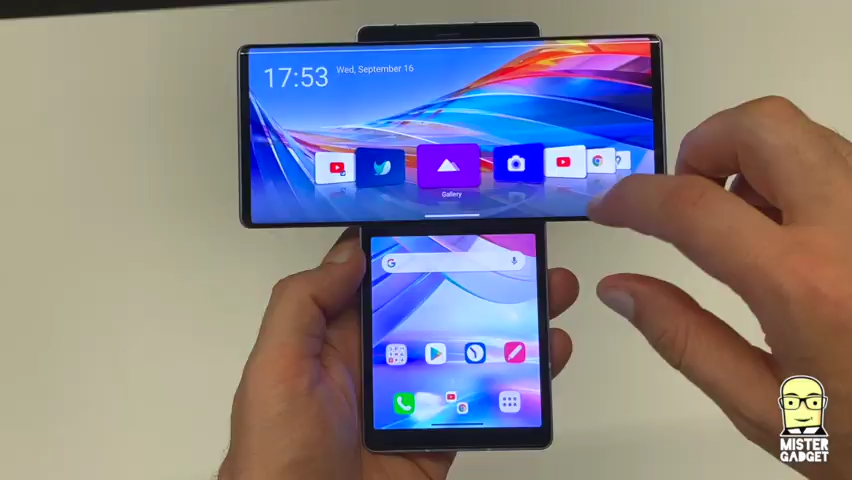 17:53
Wed, September 16
Gallery
MISTER
GADGET